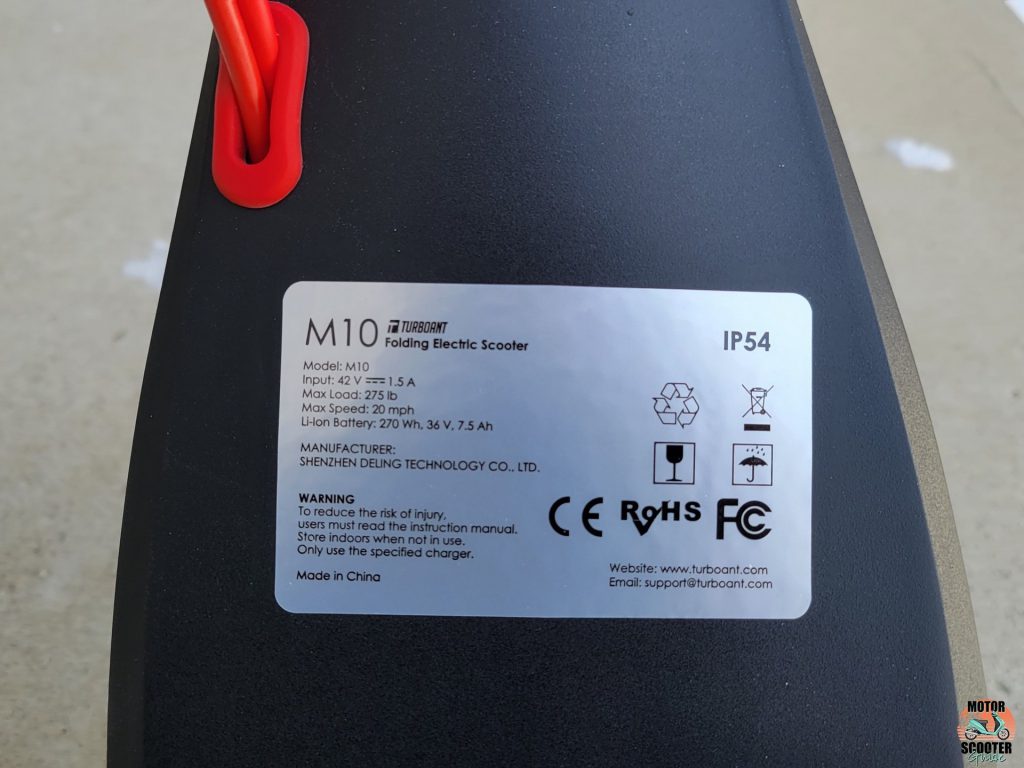 M10 TURBOANT
Folding Electric Scooter
IP54
Model: M10
Input: 42 V ⎓ 1.5 A
Max Load: 275 lb
Max Speed: 20 mph
Li-Ion Battery: 270 Wh, 36 V, 7.5 Ah
MANUFACTURER:
SHENZHEN DELING TECHNOLOGY CO., LTD.
WARNING
To reduce the risk of injury,
users must read the instruction manual.
Store indoors when not in use.
Only use the specified charger.
Made in China
CE RoHS FC
Website: www.turboant.com
Email: support@turboant.com
MOTOR
SCOOTER
GUIDE